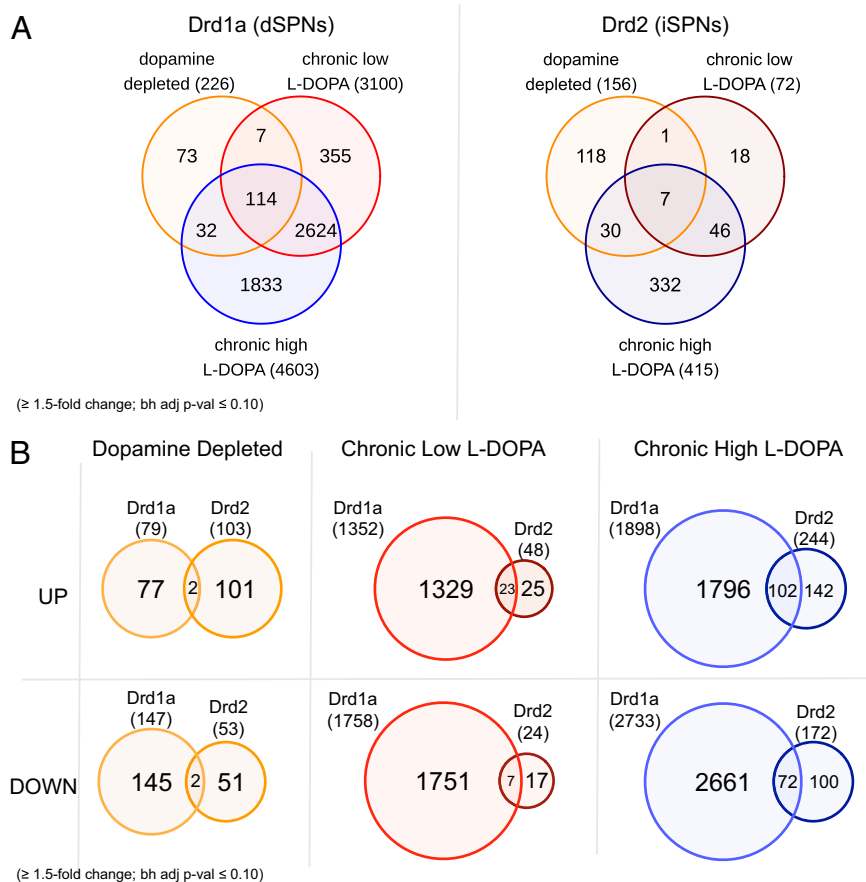 A
Drd1a (dSPNs)
dopamine
depleted (226)
chronic low
L-DOPA (3100)
7
73
355
114
32
2624
1833
chronic high
L-DOPA (4603)
(≥ 1.5-fold change; bh adj p-val ≤ 0.10)
Drd2 (iSPNs)
dopamine
depleted (156)
chronic low
L-DOPA (72)
1
118
18
7
30
46
332
chronic high
L-DOPA (415)
B
Dopamine Depleted
Chronic Low L-DOPA
Chronic High L-DOPA
UP
Drd1a
(79)
Drd2
(103)
77
2
101
Drd1a
(1352)
Drd2
(48)
1329
23
25
Drd1a
(1898)
Drd2
(244)
1796
102
142
DOWN
Drd1a
(147)
Drd2
(53)
145
2
51
Drd1a
(1758)
Drd2
(24)
1751
7
17
Drd1a
(2733)
Drd2
(172)
2661
72
100
(≥ 1.5-fold change; bh adj p-val ≤ 0.10)